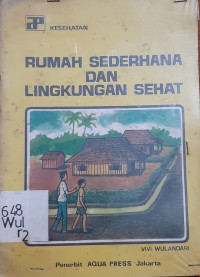 KESEHATAN
RUMAH SEDERHANA
DAN
LINGKUNGAN SEHAT
648
Wul
r2
VIVI WULANDARI
Penerbit AQUA PRESS Jakarta